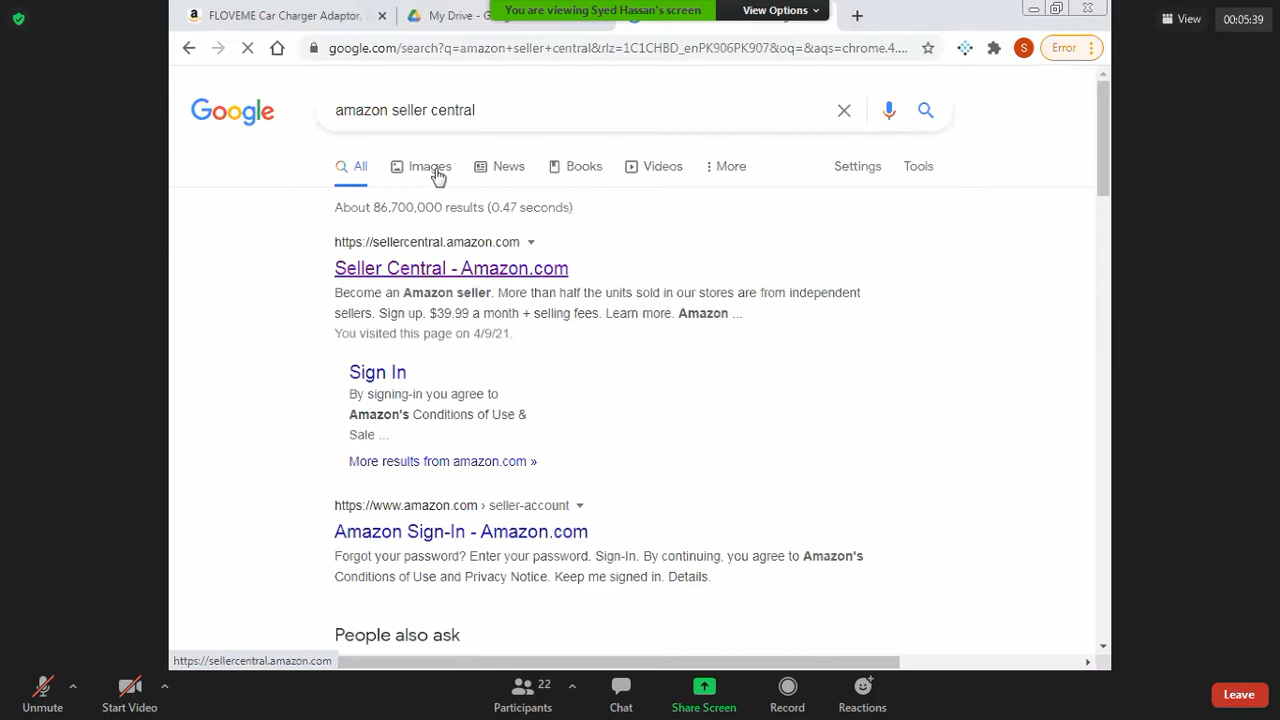 FLOVEME Car Charger Adaptor,
My Drive - G
You are viewing Syed Hassan's screen
View Options
View
00:05:39
google.com/search?q=amazon+seller+central&rlz=1C1CHBD_enPK906PK907&oq=&aqs=chrome.4....
S
Error
Google
amazon seller central
All
Images
News
Books
Videos
More
Settings
Tools
About 86,700,000 results (0.47 seconds)
https://sellercentral.amazon.com
Seller Central - Amazon.com
Become an Amazon seller. More than half the units sold in our stores are from independent
sellers. Sign up. $39.99 a month + selling fees. Learn more. Amazon ...
You visited this page on 4/9/21.
Sign In
By signing-in you agree to
Amazon's Conditions of Use &
Sale ...
More results from amazon.com »
https://www.amazon.com › seller-account
Amazon Sign-In - Amazon.com
Forgot your password? Enter your password. Sign-In. By continuing, you agree to Amazon's
Conditions of Use and Privacy Notice. Keep me signed in. Details.
People also ask
https://sellercentral.amazon.com
Unmute
Start Video
22
Participants
Chat
Share Screen
Record
Reactions
Leave